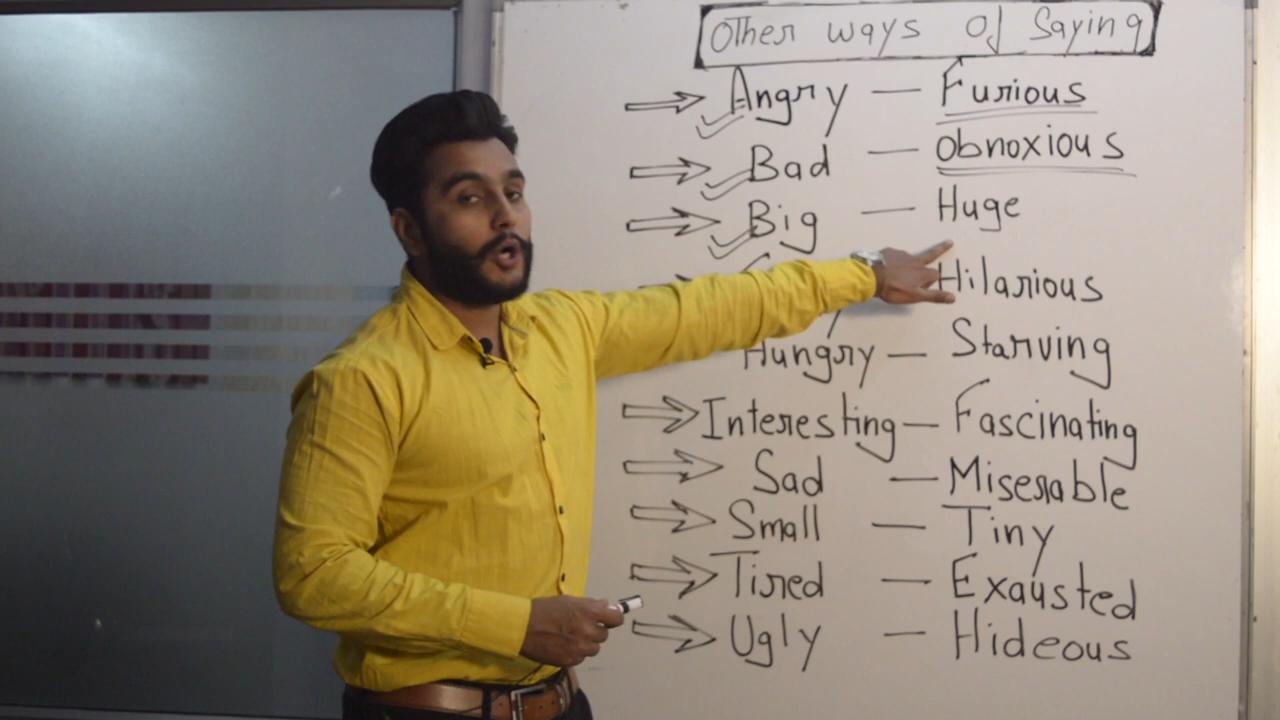 Other ways of Saying
Angry — Furious
Bad — Obnoxious
Big — Huge
Hilarious
Hungry — Starving
Interesting — Fascinating
Sad — Miserable
Small — Tiny
Tired — Exausted
Ugly — Hideous